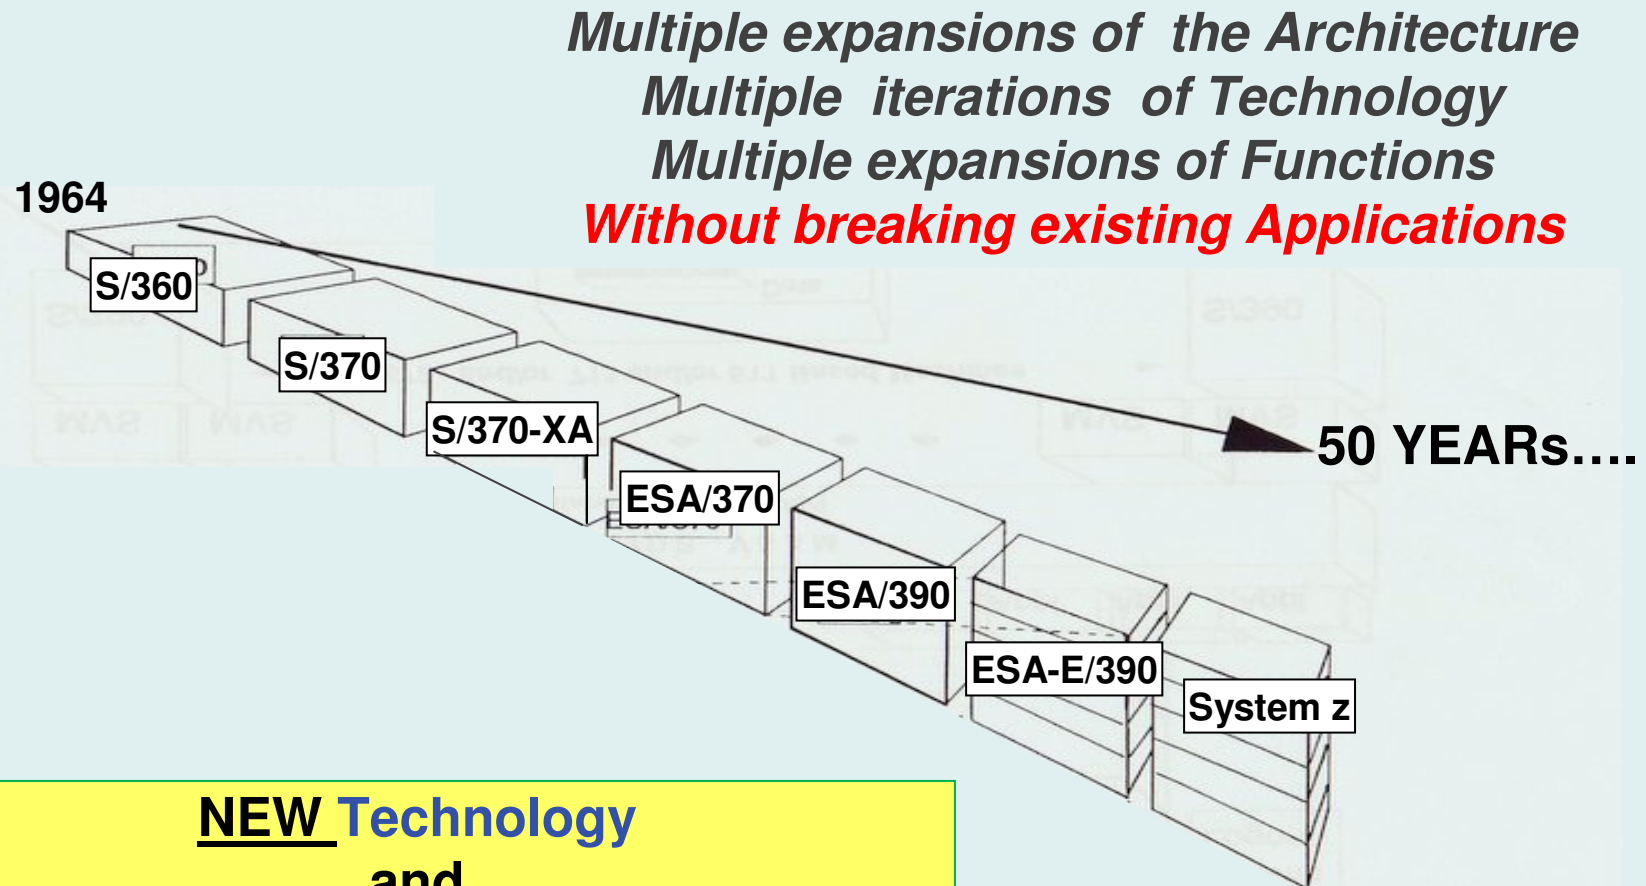 Multiple expansions of the Architecture
Multiple iterations of Technology
Multiple expansions of Functions
Without breaking existing Applications
1964
S/360
S/370
S/370-XA
50 YEARs....
ESA/370
ESA/390
ESA-E/390
System z
NEW Technology
and